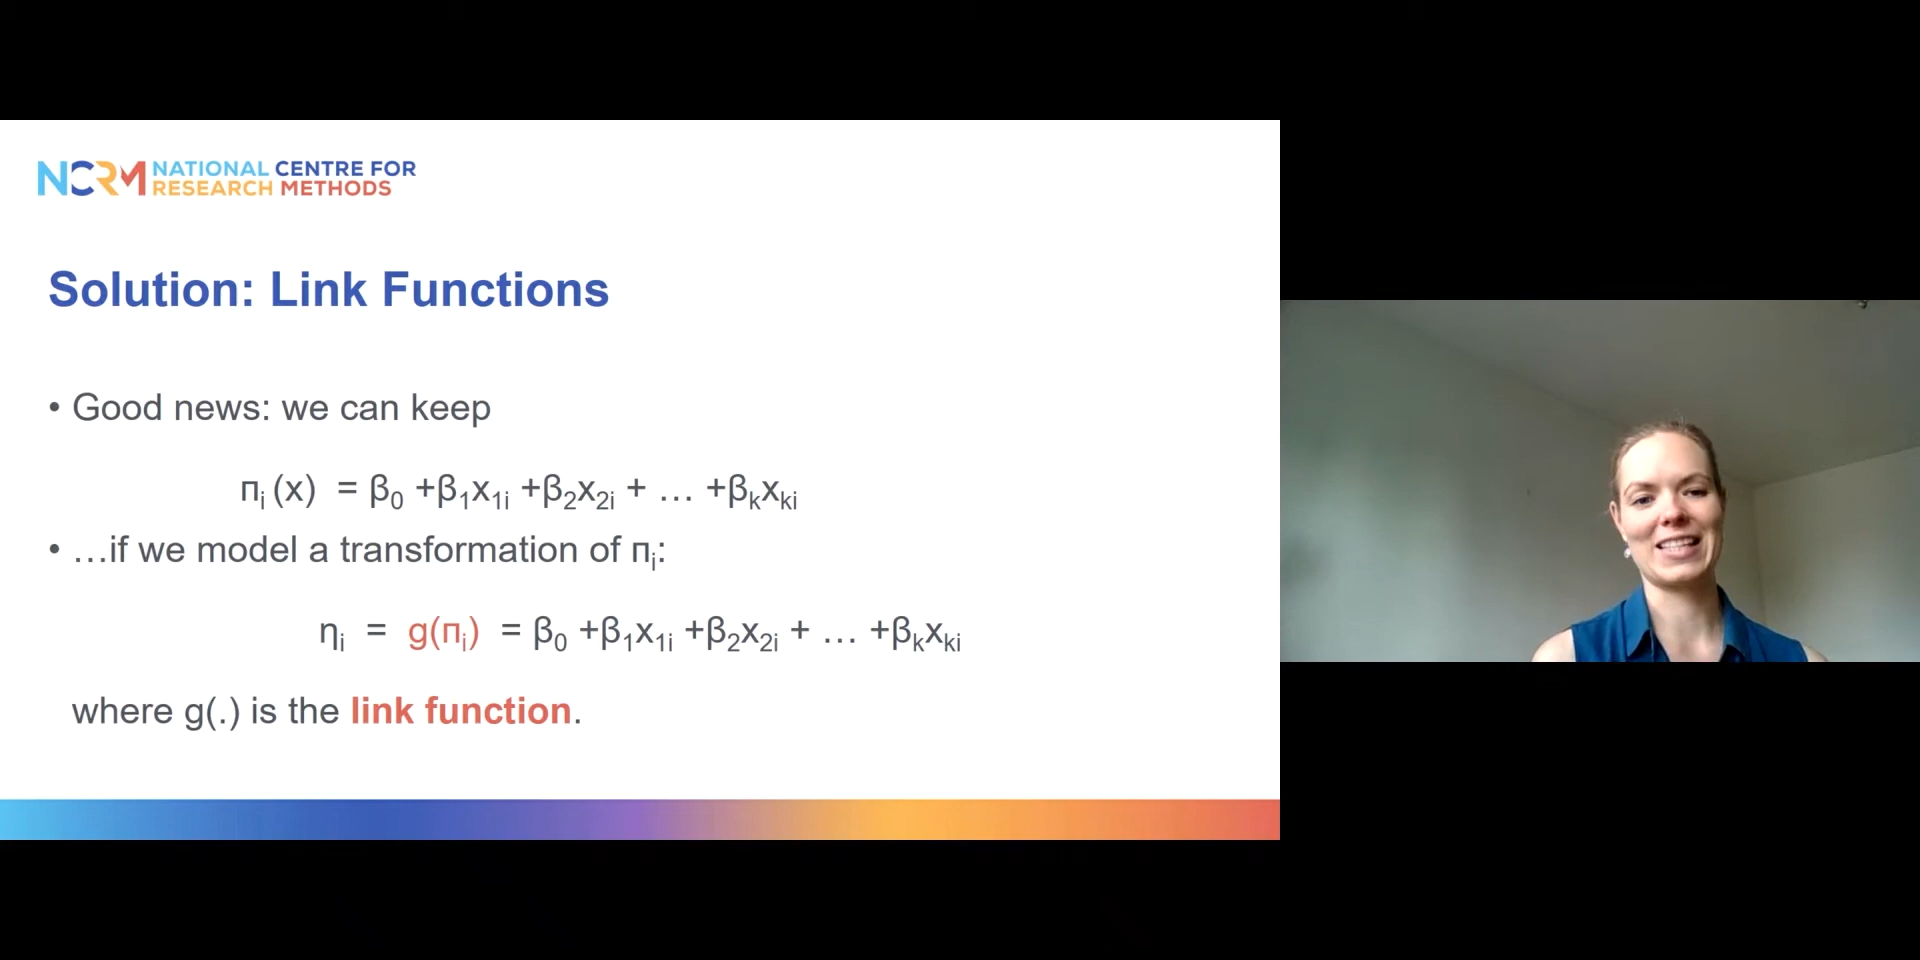 NCRM NATIONAL CENTRE FOR
RESEARCH METHODS
Solution: Link Functions
• Good news: we can keep
πᵢ (x) = β₀ +β₁x₁ᵢ +β₂x₂ᵢ + … +βₖxₖᵢ
• …if we model a transformation of πᵢ:
ηᵢ = g(πᵢ) = β₀ +β₁x₁ᵢ +β₂x₂ᵢ + … +βₖxₖᵢ
where g(.) is the link function.